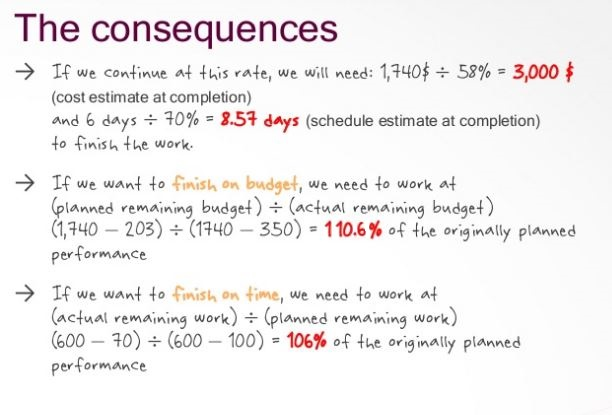 The consequences
→ If we continue at this rate, we will need: 1,740$ ÷ 58% = 3,000 $
(cost estimate at completion)
and 6 days ÷ 70% = 8.57 days (schedule estimate at completion)
to finish the work.
→ If we want to finish on budget, we need to work at
(planned remaining budget) ÷ (actual remaining budget)
(1,740 – 203) ÷ (1740 – 350) = 110.6% of the originally planned
performance
→ If we want to finish on time, we need to work at
(actual remaining work) ÷ (planned remaining work)
(600 – 70) ÷ (600 – 100) = 106% of the originally planned
performance